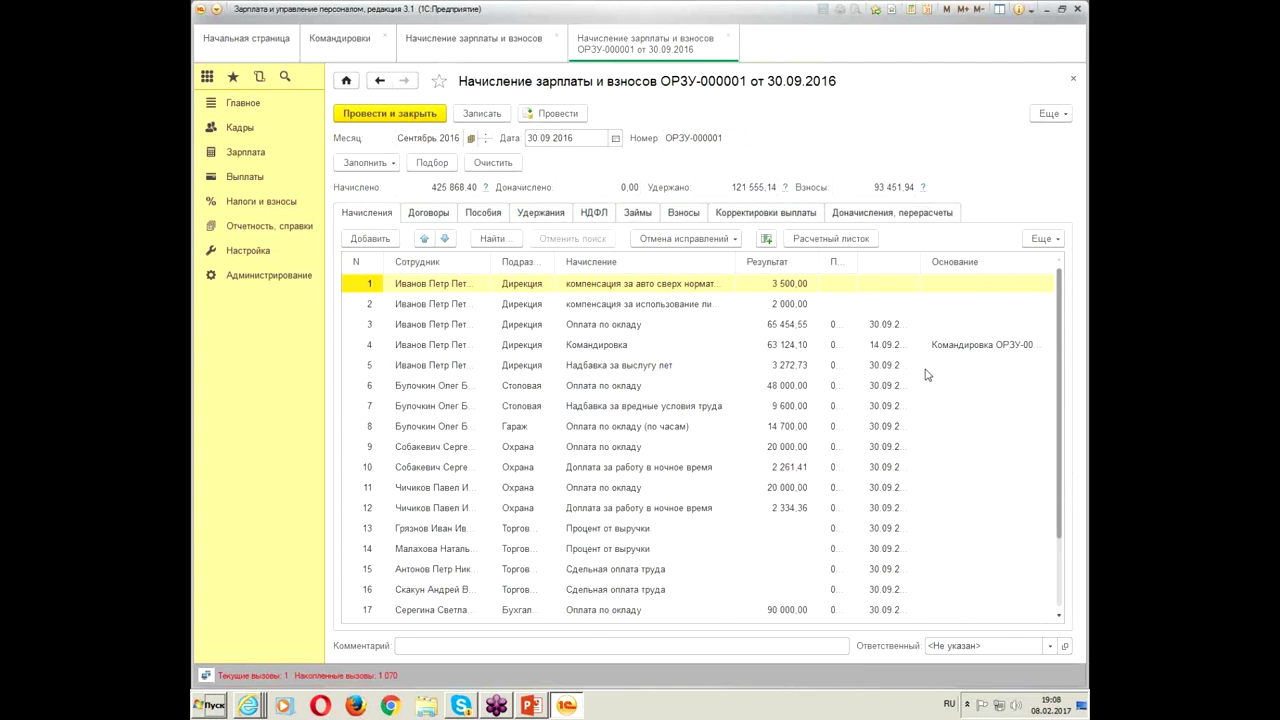 Зарплата и управление персоналом, редакция 3.1 (1С:Предприятие)
M M+ M-
Начальная страница
Командировки
Начисление зарплаты и взносов
Начисление зарплаты и взносов
ОРЗУ-000001 от 30.09.2016
Главное
Кадры
Зарплата
Выплаты
Налоги и взносы
Отчетность, справки
Настройка
Администрирование
Начисление зарплаты и взносов ОРЗУ-000001 от 30.09.2016
Провести и закрыть Записать Провести Еще
Месяц: Сентябрь 2016 Дата 30.09.2016 Номер ОРЗУ-000001
Заполнить Подбор Очистить
Начислено: 425 868,40 ? Доначислено: 0,00 Удержано: 121 555,14 ? Взносы: 93 451,94 ?
Начисления Договоры Пособия Удержания НДФЛ Займы Взносы Корректировки выплаты Доначисления, перерасчеты
Добавить Найти... Отменить поиск Отмена исправлений Расчетный листок Еще
N Сотрудник Подраз... Начисление Результат П... Основание
1 Иванов Петр Пет... Дирекция компенсация за авто сверх нормат... 3 500,00
2 Иванов Петр Пет... Дирекция компенсация за использование ли... 2 000,00
3 Иванов Петр Пет... Дирекция Оплата по окладу 65 454,55 0... 30.09.2...
4 Иванов Петр Пет... Дирекция Командировка 63 124,10 0... 14.09.2... Командировка ОРЗУ-00...
5 Иванов Петр Пет... Дирекция Надбавка за выслугу лет 3 272,73 0... 30.09.2...
6 Булочкин Олег Б... Столовая Оплата по окладу 48 000,00 0... 30.09.2...
7 Булочкин Олег Б... Столовая Надбавка за вредные условия труда 9 600,00 0... 30.09.2...
8 Булочкин Олег Б... Гараж Оплата по окладу (по часам) 14 700,00 0... 30.09.2...
9 Собакевич Серге... Охрана Оплата по окладу 20 000,00 0... 30.09.2...
10 Собакевич Серге... Охрана Доплата за работу в ночное время 2 261,41 0... 30.09.2...
11 Чичиков Павел И... Охрана Оплата по окладу 20 000,00 0... 30.09.2...
12 Чичиков Павел И... Охрана Доплата за работу в ночное время 2 334,36 0... 30.09.2...
13 Грязнов Иван Ив... Торгов... Процент от выручки 0... 30.09.2...
14 Малахова Наталь... Торгов... Процент от выручки 0... 30.09.2...
15 Антонов Петр Ник... Торгов... Сдельная оплата труда 0... 30.09.2...
16 Скакун Андрей В... Торгов... Сдельная оплата труда 0... 30.09.2...
17 Серегина Светла... Бухгал... Оплата по окладу 90 000,00 0... 30.09.2...
Комментарий: Ответственный: <Не указан>
Текущие вызовы: 1 Накопленные вызовы: 1 070
Пуск
RU
19:08
08.02.2017